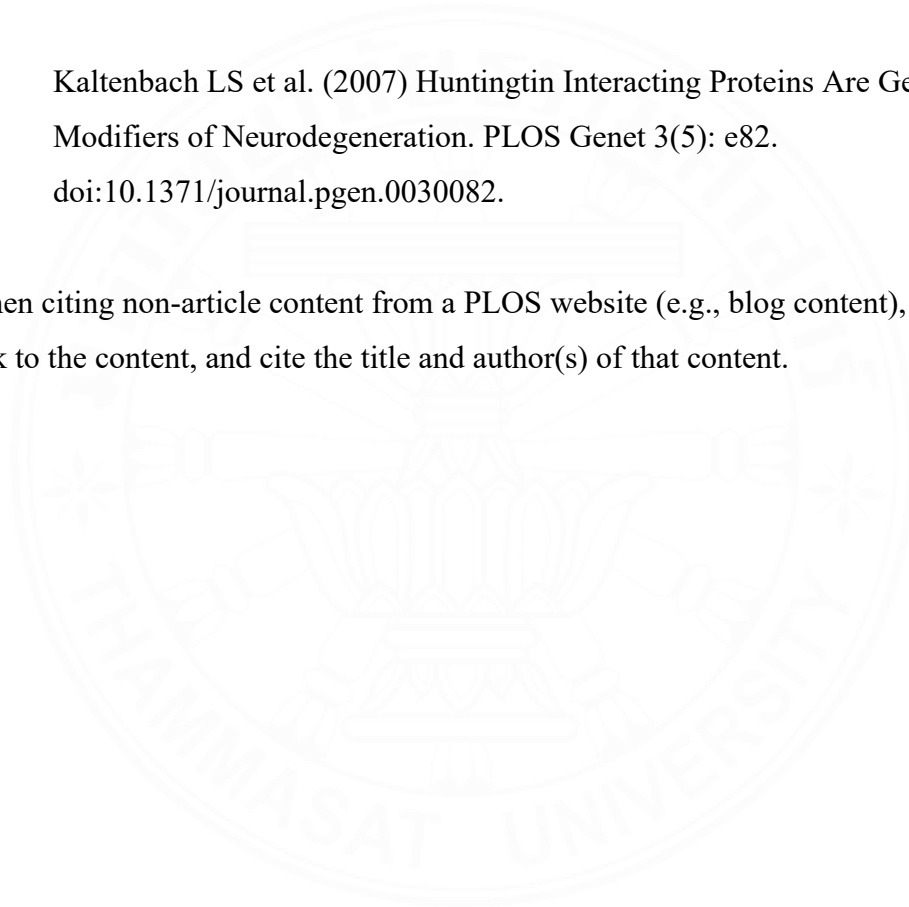 Kaltenbach LS et al. (2007) Huntingtin Interacting Proteins Are Ge
Modifiers of Neurodegeneration. PLOS Genet 3(5): e82.
doi:10.1371/journal.pgen.0030082.
en citing non-article content from a PLOS website (e.g., blog content),
to the content, and cite the title and author(s) of that content.
THAMMASAT UNIVERSITY